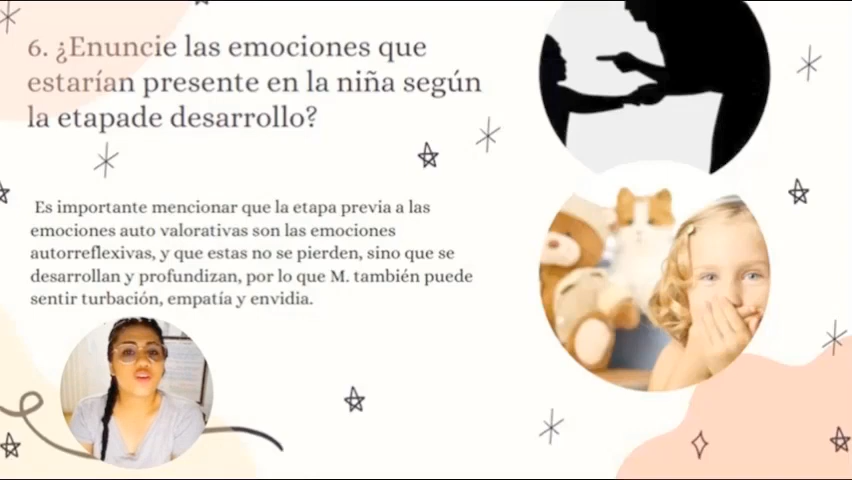 6. ¿Enuncie las emociones que
estarían presente en la niña según
la etapade desarrollo?
Es importante mencionar que la etapa previa a las
emociones auto valorativas son las emociones
autorreflexivas, y que estas no se pierden, sino que se
desarrollan y profundizan, por lo que M. también puede
sentir turbación, empatía y envidia.